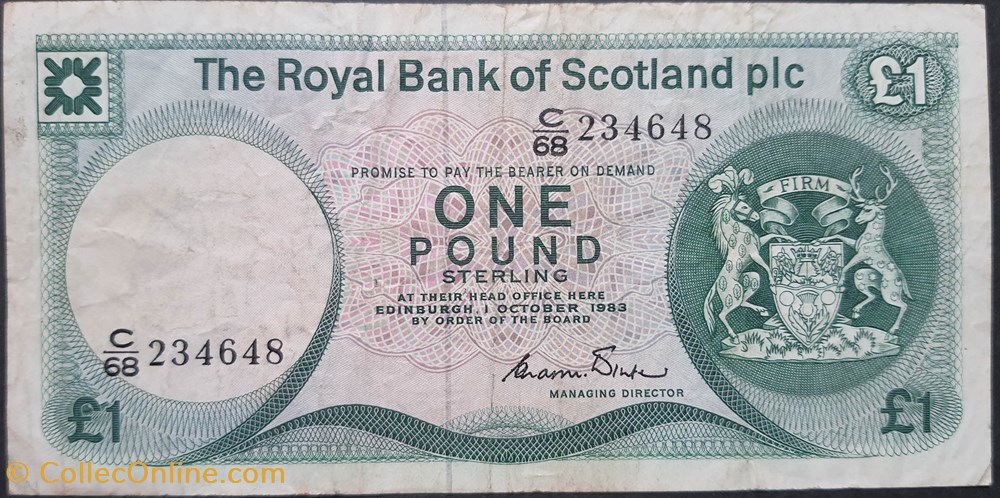 The Royal Bank of Scotland plc
£1
C/68 234648
PROMISE TO PAY THE BEARER ON DEMAND
FIRM
ONE
POUND
STERLING
AT THEIR HEAD OFFICE HERE
EDINBURGH, 1 OCTOBER 1983
BY ORDER OF THE BOARD
C/68 234648
MANAGING DIRECTOR
£1
£1
© CollecOnline.com